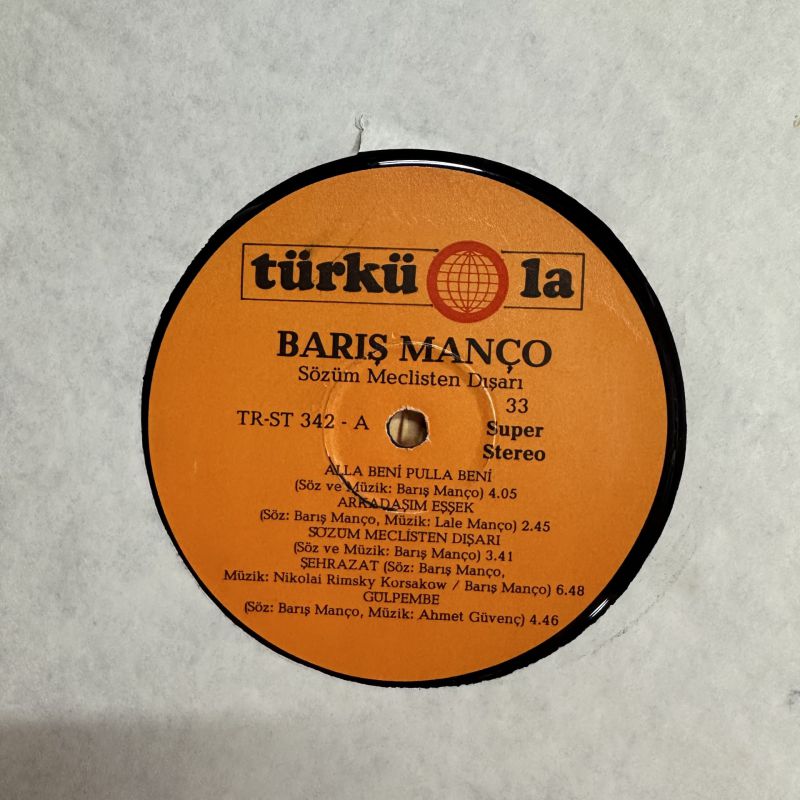 türküola
BARIŞ MANÇO
Sözüm Meclisten Dışarı
33
TR-ST 342 - A
Super
Stereo
ALLA BENİ PULLA BENİ
(Söz ve Müzik: Barış Manço) 4.05
ARKADAŞIM EŞŞEK
(Söz: Barış Manço, Müzik: Lale Manço) 2.45
SÖZÜM MECLİSTEN DIŞARI
(Söz ve Müzik: Barış Manço) 3.41
ŞEHRAZAT (Söz: Barış Manço,
Müzik: Nikolai Rimsky Korsakow / Barış Manço) 6.48
GÜLPEMBE
(Söz: Barış Manço, Müzik: Ahmet Güvenç) 4.46